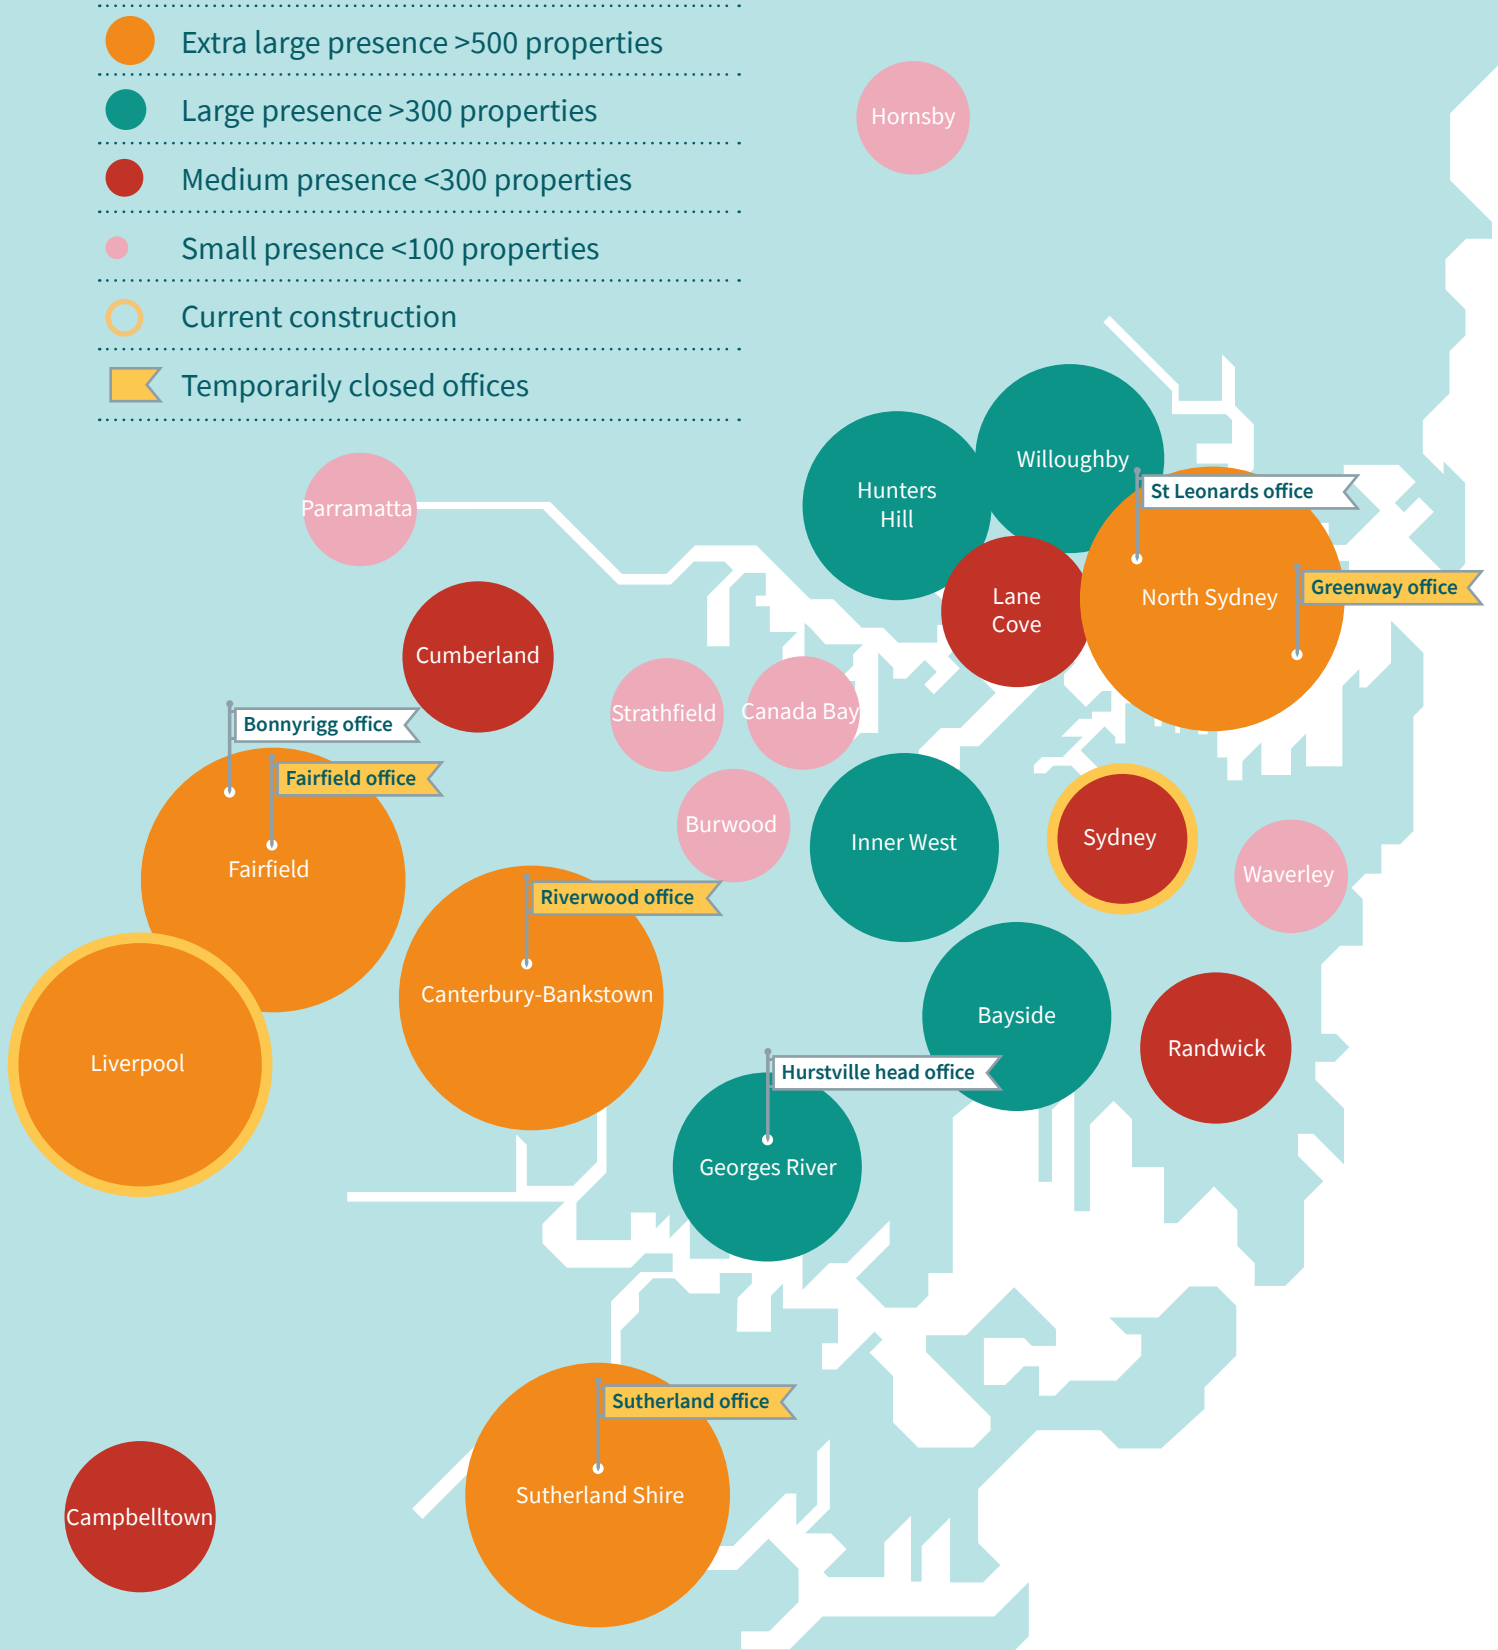 Extra large presence >500 properties
Large presence >300 properties
Medium presence <300 properties
Small presence <100 properties
Current construction
Temporarily closed offices
Hornsby
Parramatta
Willoughby
Hunters
Hill
St Leonards office
Greenway office
North Sydney
Lane
Cove
Cumberland
Strathfield
Canada Bay
Bonnyrigg office
Fairfield office
Fairfield
Burwood
Inner West
Sydney
Waverley
Riverwood office
Canterbury-Bankstown
Liverpool
Bayside
Randwick
Hurstville head office
Georges River
Sutherland office
Sutherland Shire
Campbelltown